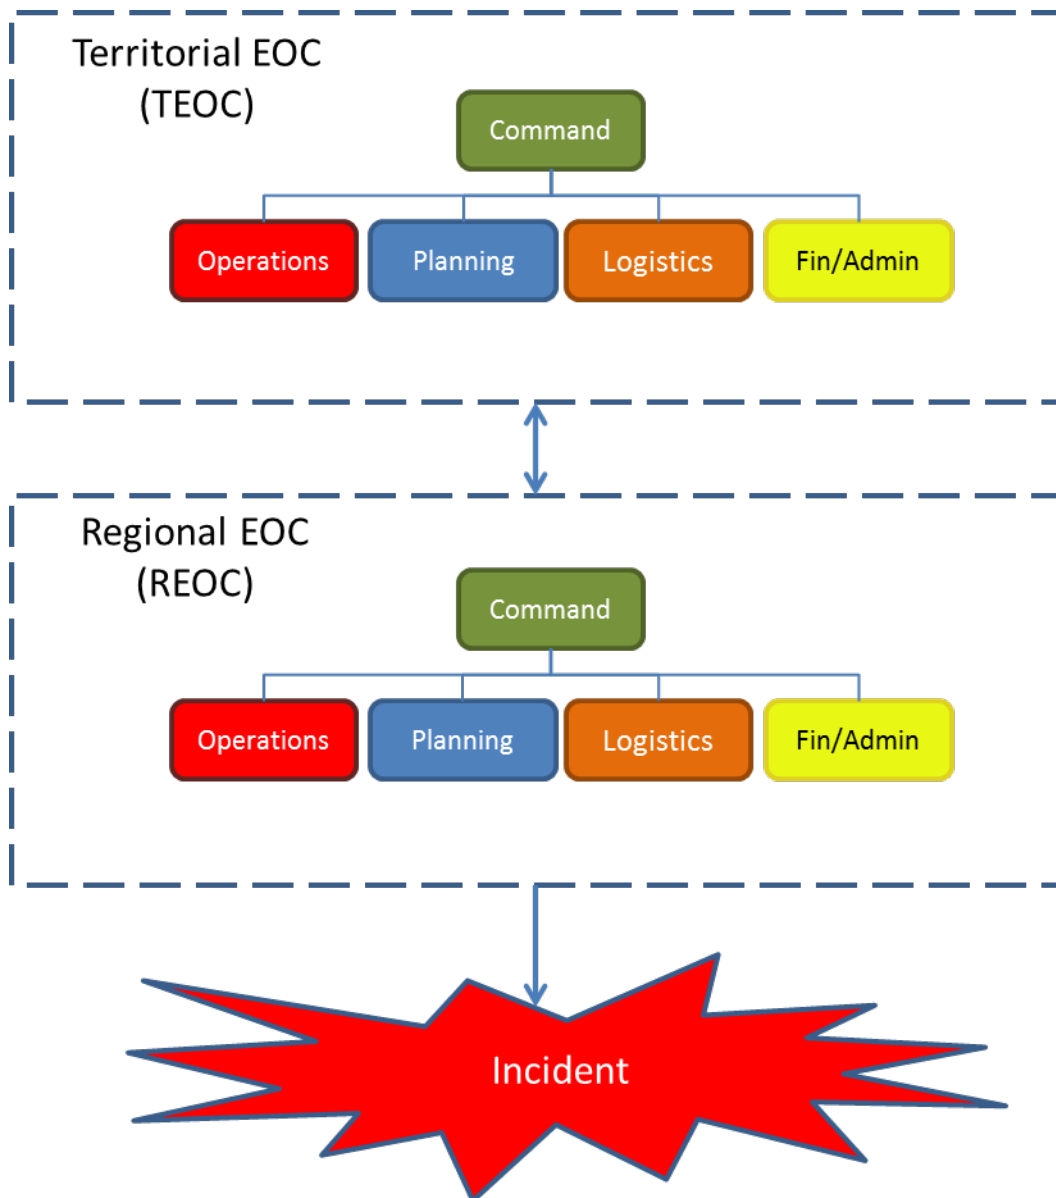 Territorial EOC
(TEOC)
Command
Operations
Planning
Logistics
Fin/Admin
Regional EOC
(REOC)
Command
Operations
Planning
Logistics
Fin/Admin
Incident